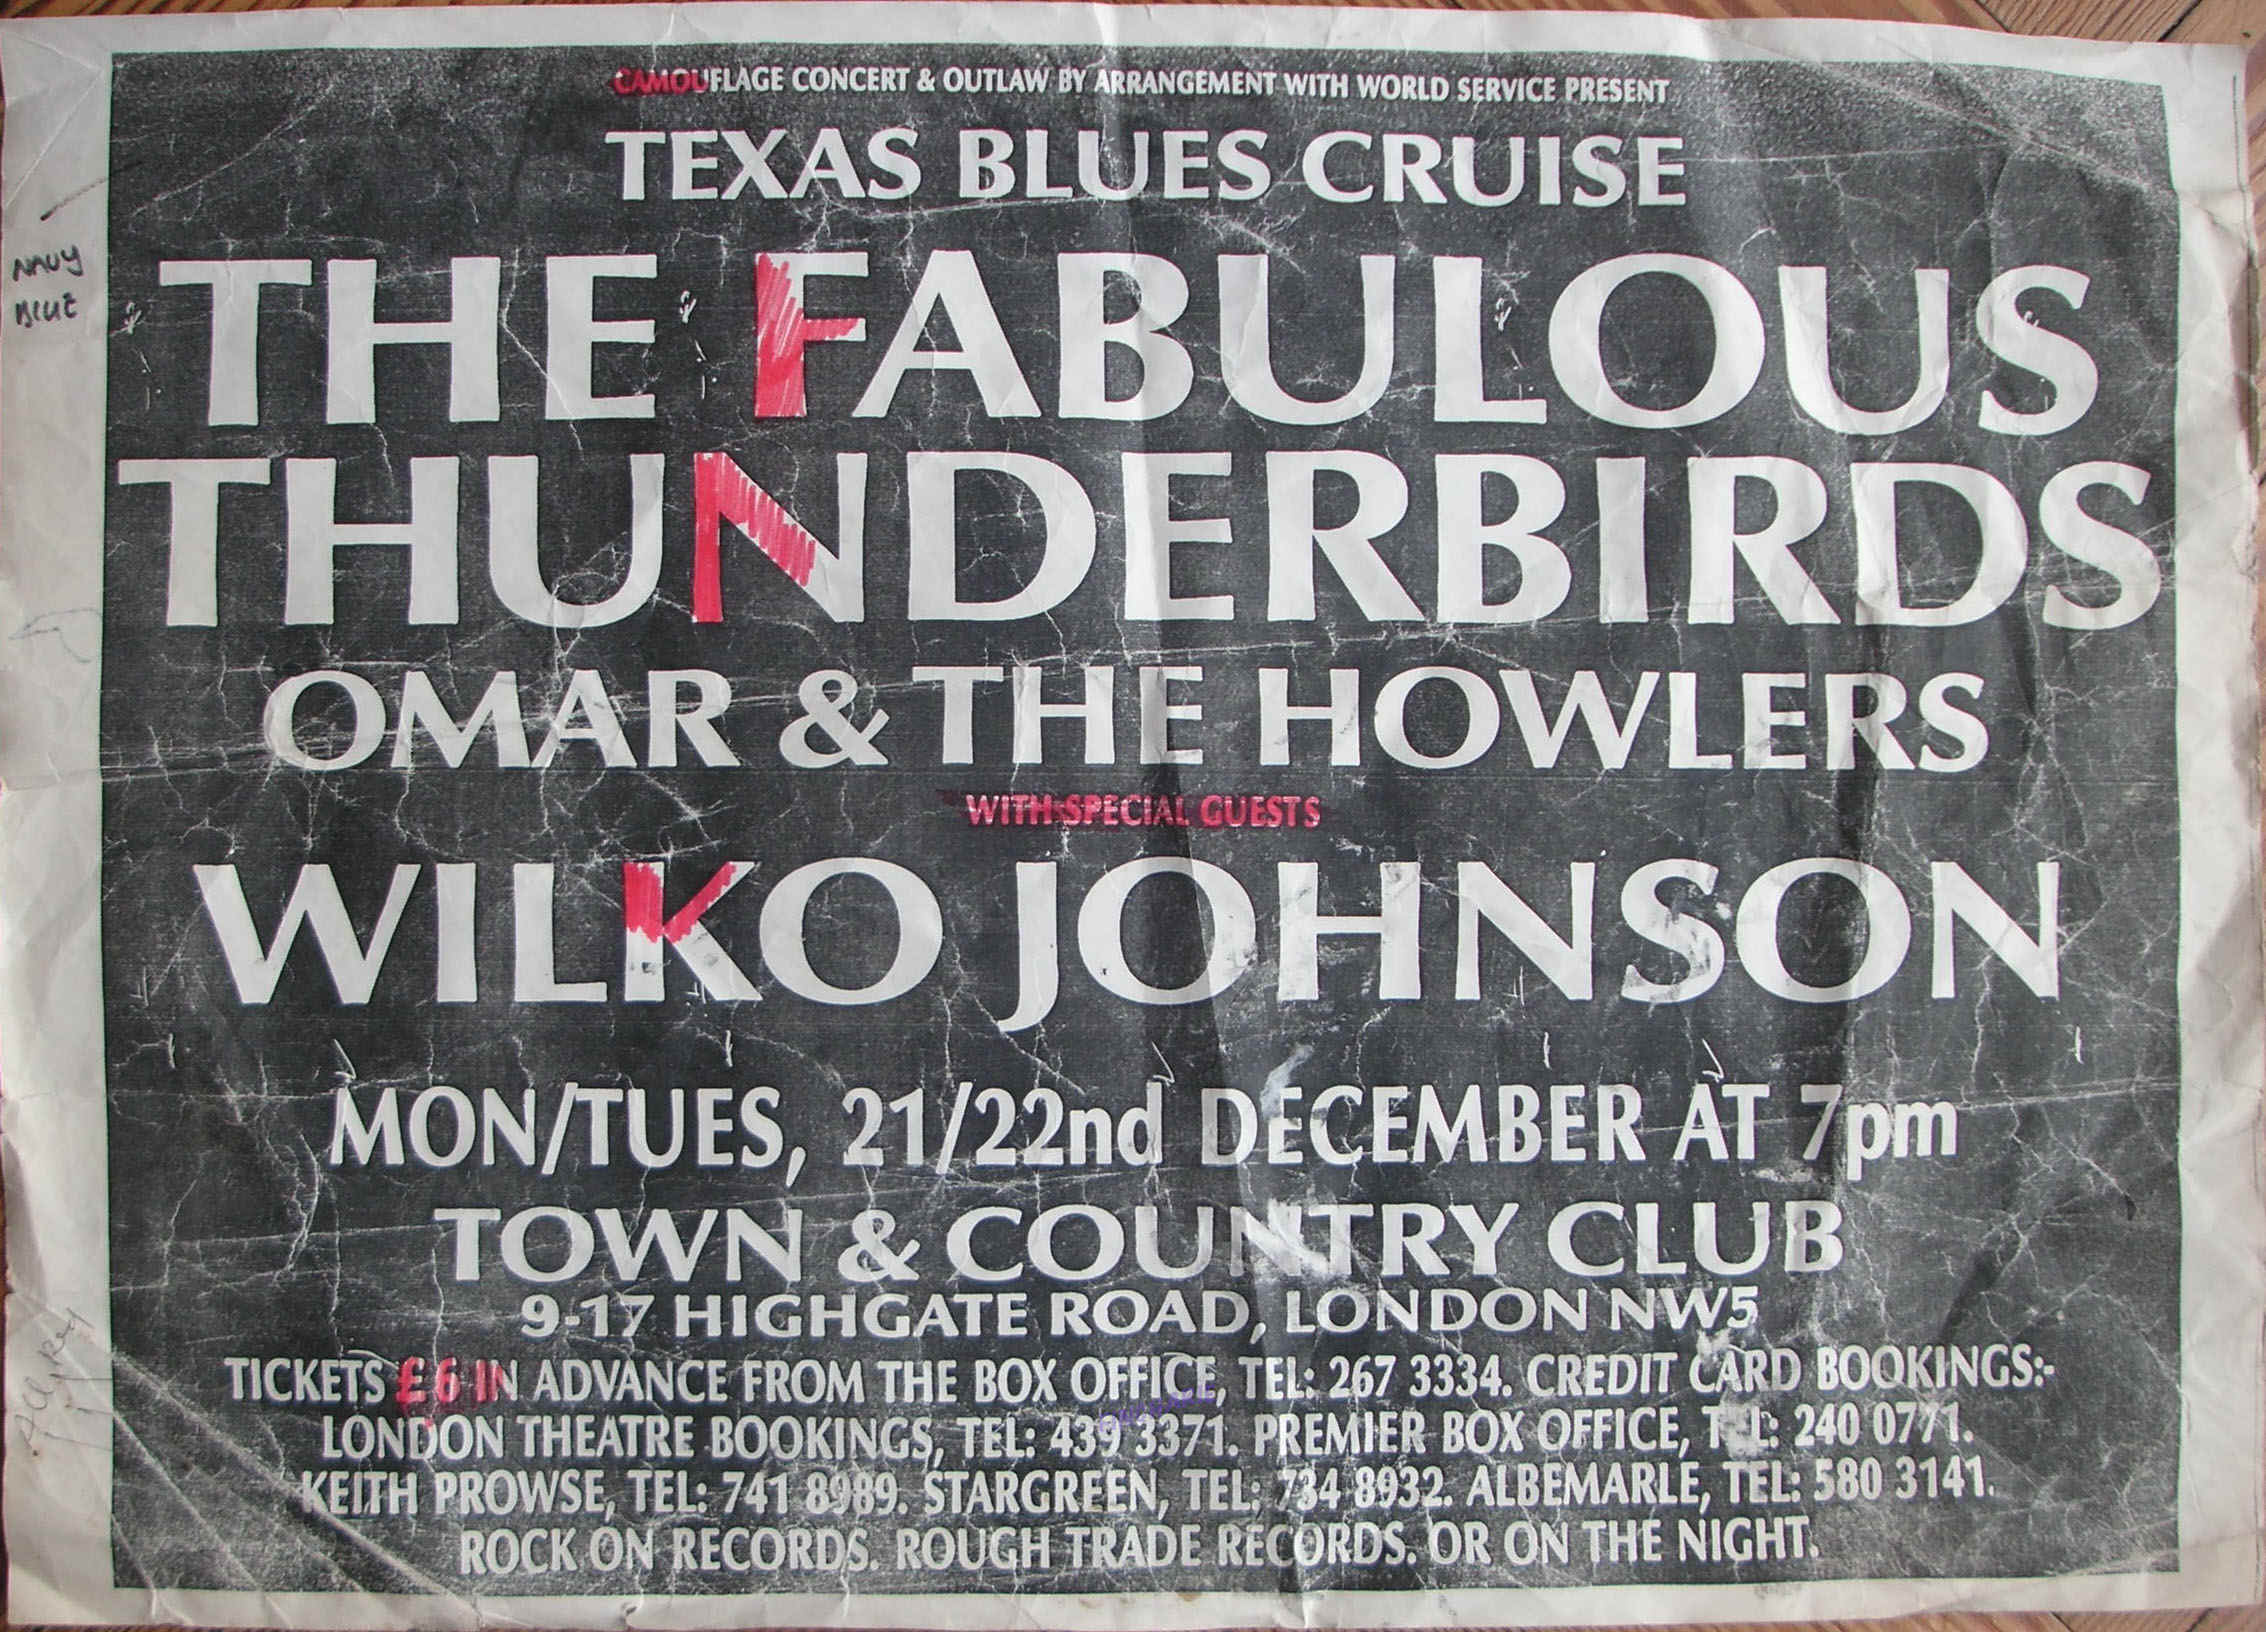 CAMOUFLAGE CONCERT & OUTLAW BY ARRANGEMENT WITH WORLD SERVICE PRESENT
TEXAS BLUES CRUISE
NAVY
BLUE
THE FABULOUS
THUNDERBIRDS
OMAR & THE HOWLERS
WITH SPECIAL GUESTS
WILKO JOHNSON
MON/TUES, 21/22nd DECEMBER AT 7pm
TOWN & COUNTRY CLUB
9-17 HIGHGATE ROAD, LONDON NW5
TICKETS £6 IN ADVANCE FROM THE BOX OFFICE, TEL: 267 3334. CREDIT CARD BOOKINGS:-
LONDON THEATRE BOOKINGS, TEL: 439 3371. PREMIER BOX OFFICE, TEL: 240 0771.
KEITH PROWSE, TEL: 741 8989. STARGREEN, TEL: 734 8932. ALBEMARLE, TEL: 580 3141.
ROCK ON RECORDS. ROUGH TRADE RECORDS. OR ON THE NIGHT.